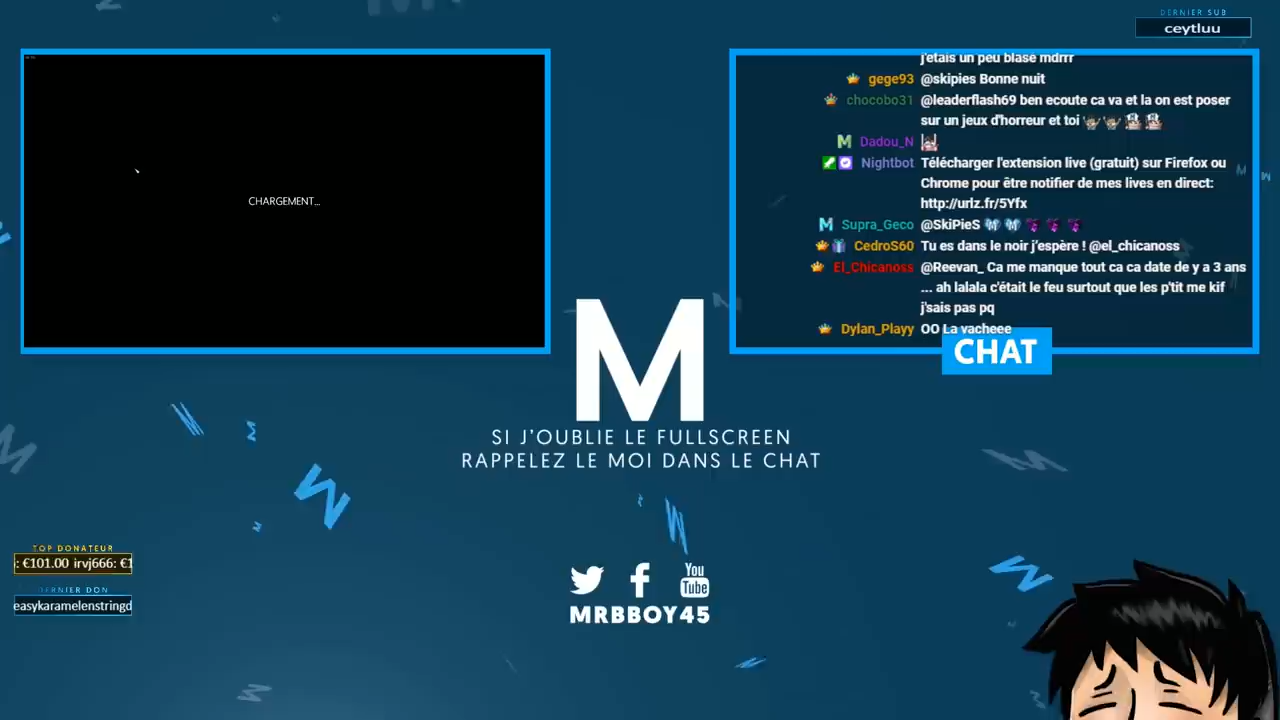 DERNIER SUB
ceytluu
CHARGEMENT...
j'etais un peu blasé mdrrr
gege93 @skipies Bonne nuit
chocobo31 @leaderflash69 ben ecoute ca va et la on est poser
sur un jeux d'horreur et toi
Dadou_N
Nightbot Télécharger l'extension live (gratuit) sur Firefox ou
Chrome pour être notifier de mes lives en direct:
http://urlz.fr/5Yfx
Supra_Geco @SkiPieS
CedroS60 Tu es dans le noir j'espère ! @el_chicanoss
El_Chicanoss @Reevan_ Ca me manque tout ca ca date de y a 3 ans
... ah lalala c'était le feu surtout que les p'tit me kif
j'sais pas pq
Dylan_Playy OO La vacheee
CHAT
M
SI J'OUBLIE LE FULLSCREEN
RAPPELEZ LE MOI DANS LE CHAT
TOP DONATEUR
: €101.00 irvj666: €1
DERNIER DON
easykaramelenstringd
You
Tube
MRBBOY45